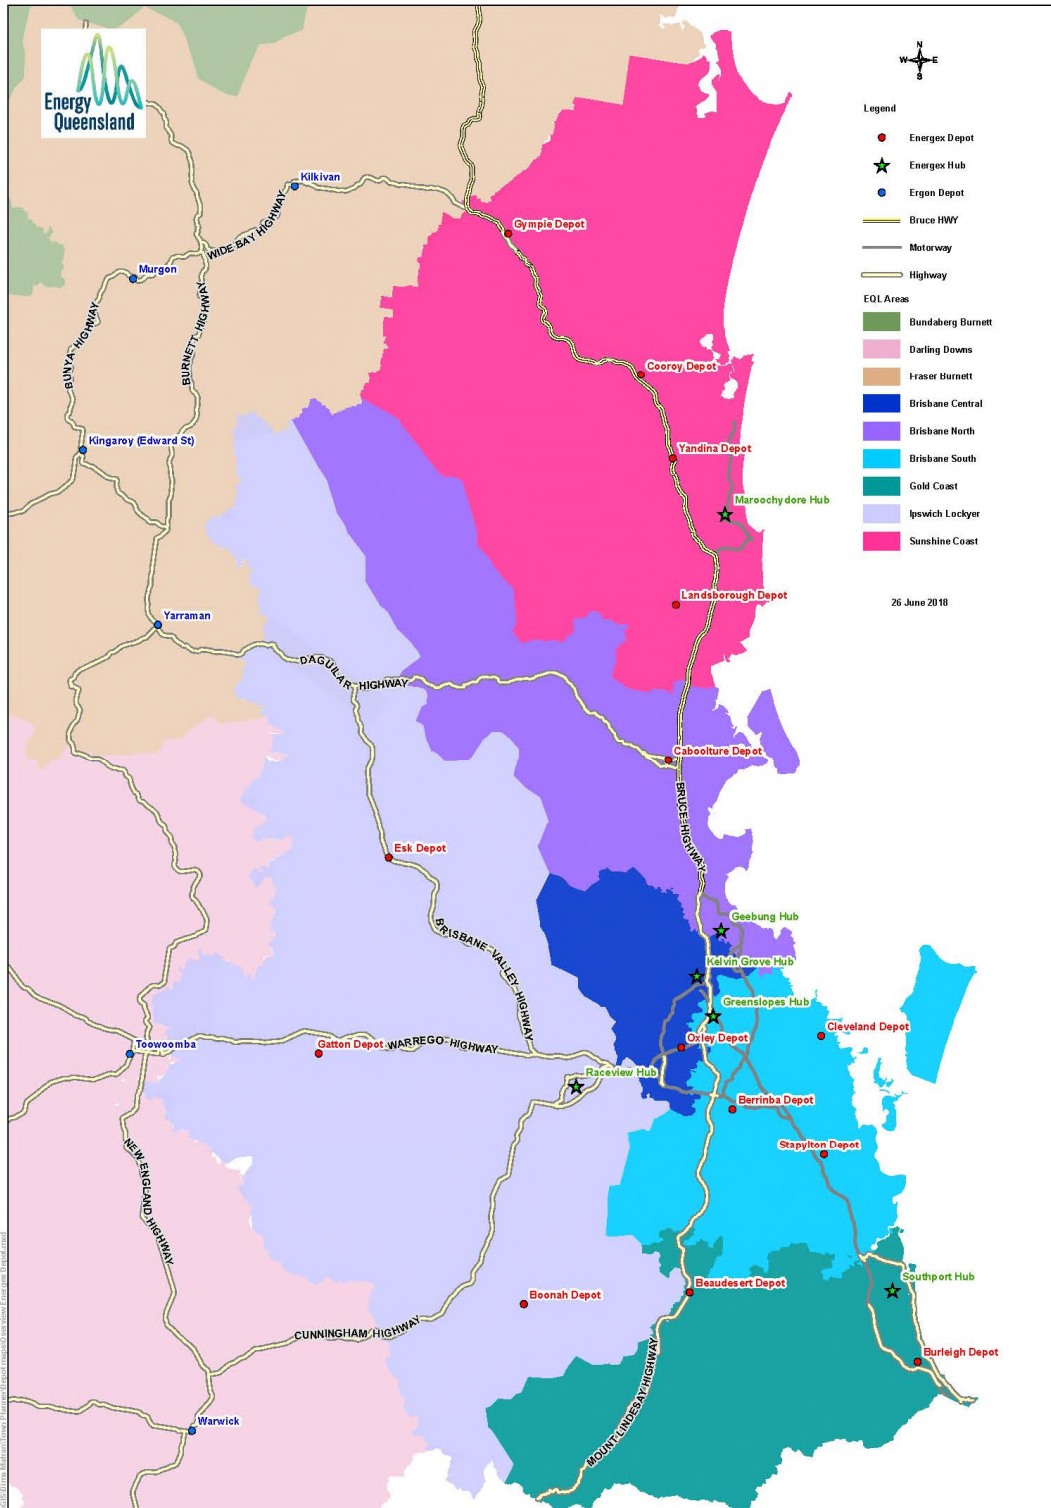 Energy
Queensland
N
W E
S
Legend
Energex Depot
Energex Hub
Ergon Depot
Bruce HWY
Motorway
Highway
EQL Areas
Bundaberg Burnett
Darling Downs
Fraser Burnett
Brisbane Central
Brisbane North
Brisbane South
Gold Coast
Ipswich Lockyer
Sunshine Coast
26 June 2018
Kilkivan
WIDE BAY HIGHWAY
Gympie Depot
Murgon
BUNYA HIGHWAY
BURNETT HIGHWAY
Cooroy Depot
Kingaroy (Edward St)
Yandina Depot
Maroochydore Hub
Landsborough Depot
Yarraman
DAGUILAR HIGHWAY
Caboolture Depot
BRUCE HIGHWAY
Esk Depot
BRISBANE VALLEY HIGHWAY
Geebung Hub
Kelvin Grove Hub
Greenslopes Hub
Cleveland Depot
Oxley Depot
Toowoomba
Gatton Depot
WARREGO HIGHWAY
Raceview Hub
Berrinba Depot
Stapylton Depot
NEW ENGLAND HIGHWAY
Southport Hub
Beaudesert Depot
Boonah Depot
CUNNINGHAM HIGHWAY
Burleigh Depot
MOUNT LINDESAY HIGHWAY
Warwick